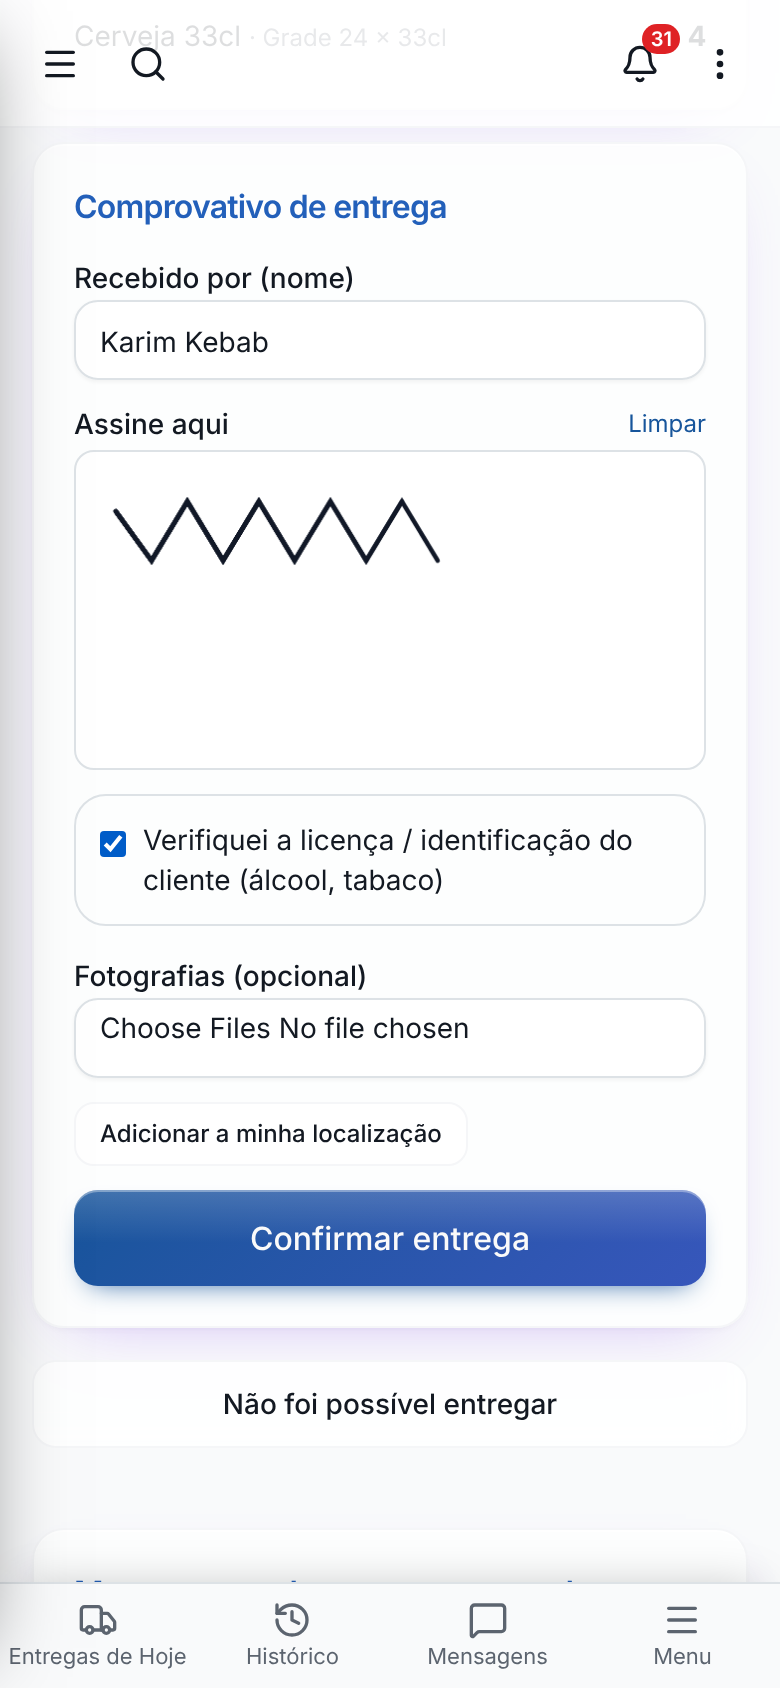 Cerveja 33cl · Grade 24 × 33cl 4
31
Comprovativo de entrega
Recebido por (nome)
Karim Kebab
Assine aqui
Limpar
Verifiquei a licença / identificação do
cliente (álcool, tabaco)
Fotografias (opcional)
Choose Files No file chosen
Adicionar a minha localização
Confirmar entrega
Não foi possível entregar
Entregas de Hoje
Histórico
Mensagens
Menu